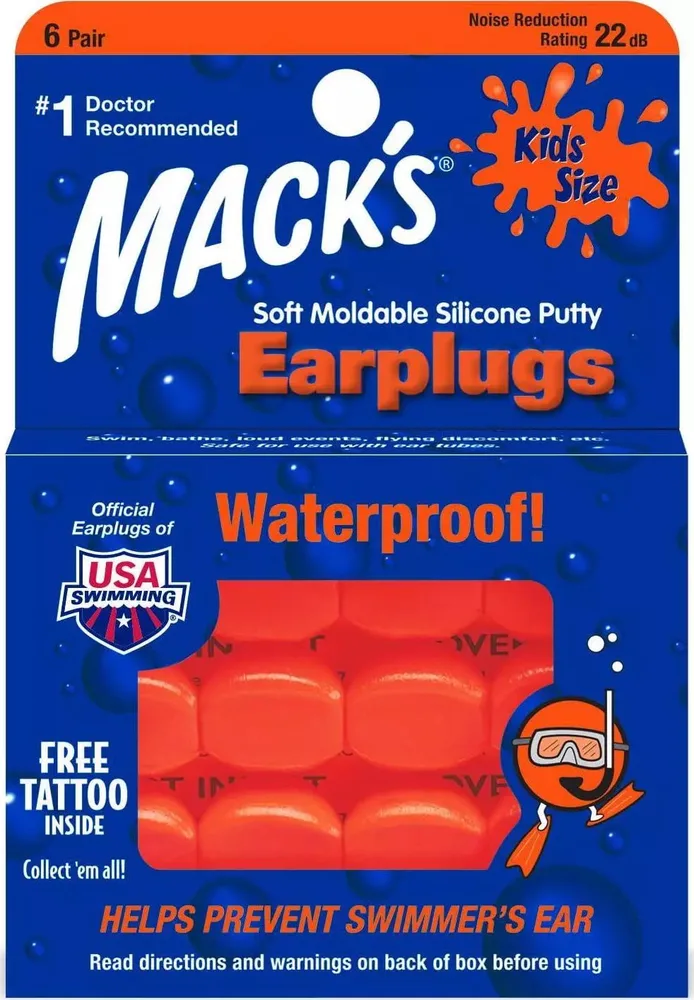 6 Pair
Noise Reduction
Rating 22 dB
#1 Doctor
Recommended
MACK'S®
Kids
Size
Soft Moldable Silicone Putty
Earplugs
Swim, bathe, loud events, flying discomfort, etc.
Safe for use with ear tubes.
Official
Earplugs of
USA
SWIMMING®
Waterproof!
OVE
T IN
OVE
FREE
TATTOO
INSIDE
Collect 'em all!
HELPS PREVENT SWIMMER'S EAR
Read directions and warnings on back of box before using